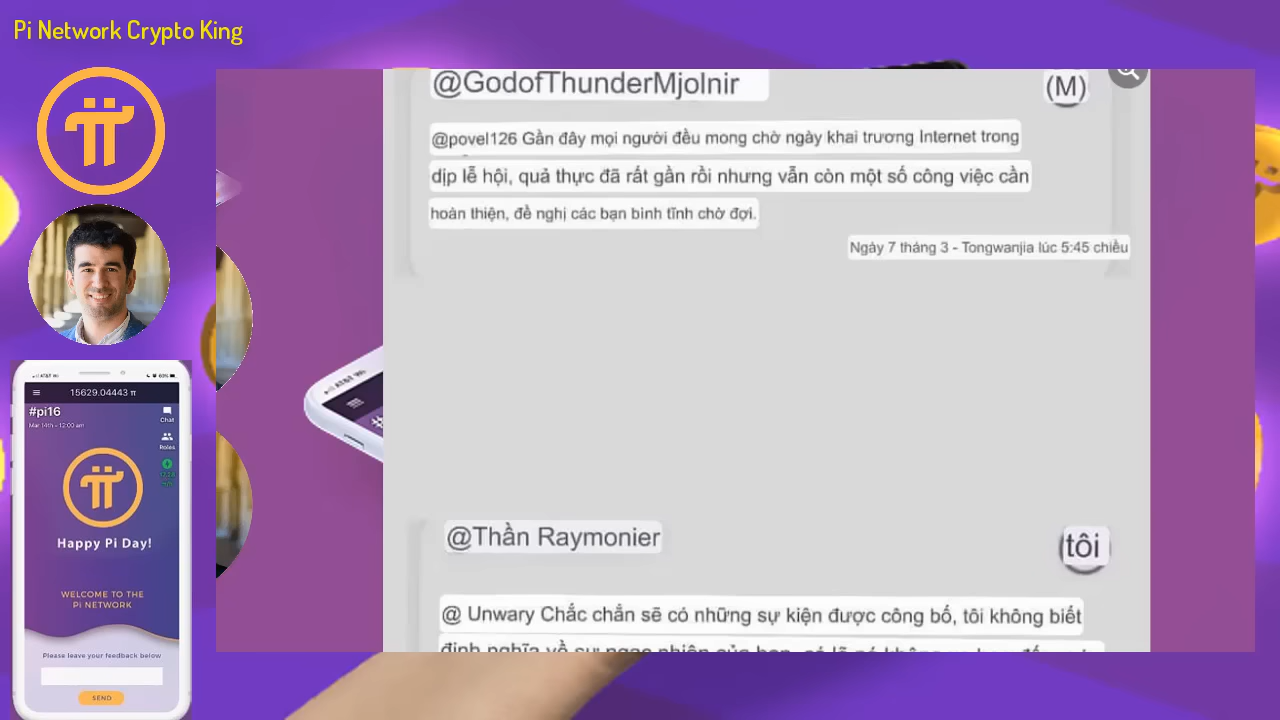 Pi Network Crypto King
@GodofThunderMjolnir
(M)
@povel126 Gần đây mọi người đều mong chờ ngày khai trương Internet trong
dịp lễ hội, quả thực đã rất gần rồi nhưng vẫn còn một số công việc cần
hoàn thiện, đề nghị các bạn bình tĩnh chờ đợi.
Ngày 7 tháng 3 - Tongwanjia lúc 5:45 chiều
@Thần Raymonier
tôi
@ Unwary Chắc chắn sẽ có những sự kiện được công bố, tôi không biết
15629.04443 π
#pi16
Mar 14th - 12:00 am
Chat
Roles
Happy Pi Day!
WELCOME TO THE
Pi NETWORK
Please leave your feedback below
SEND